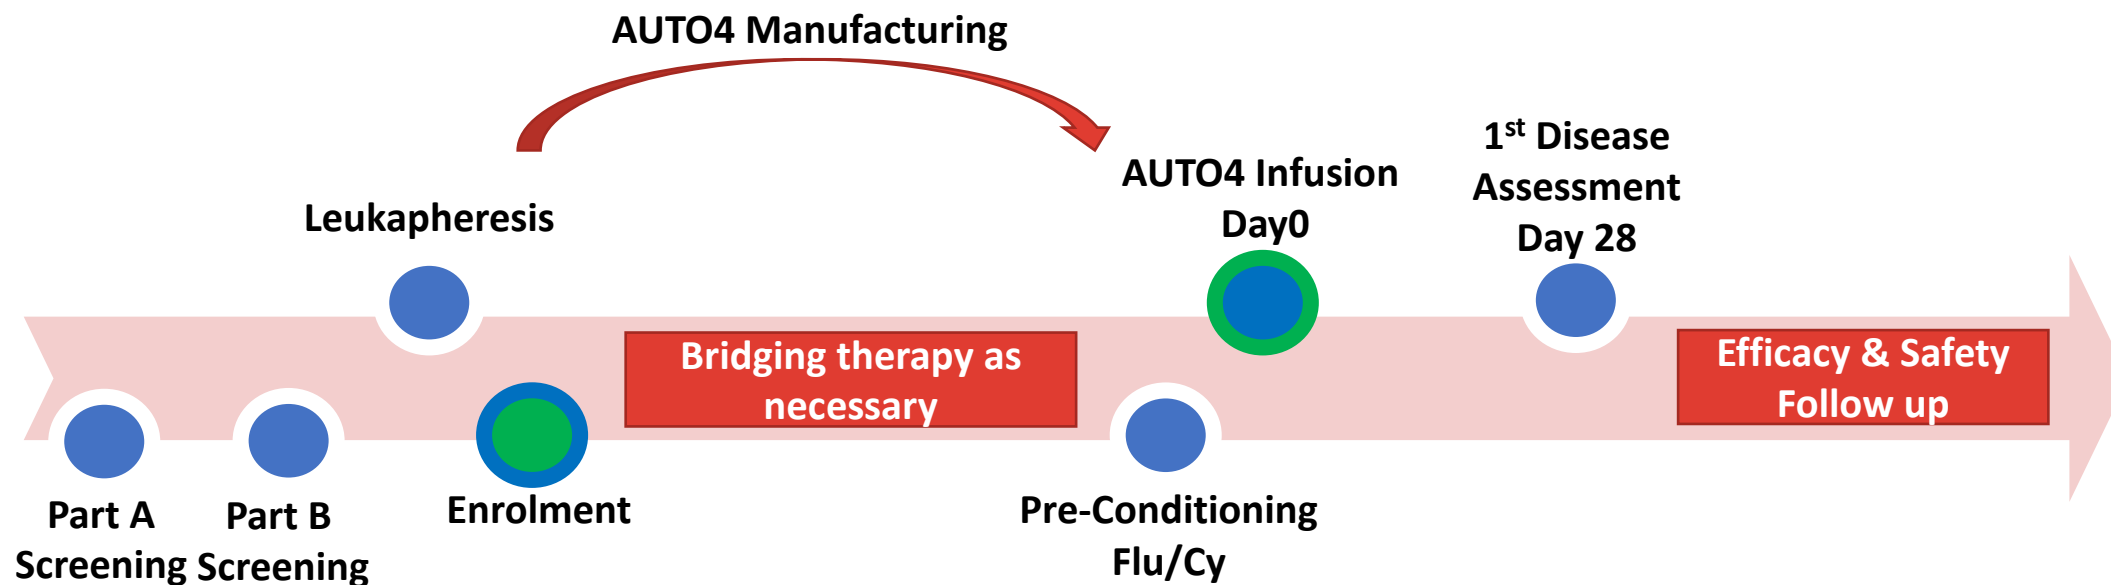 AUTO4 Manufacturing
Leukapheresis
AUTO4 Infusion
Day0
1st Disease
Assessment
Day 28
Bridging therapy as
necessary
Efficacy & Safety
Follow up
Part A
Screening
Part B
Screening
Enrolment
Pre-Conditioning
Flu/Cy